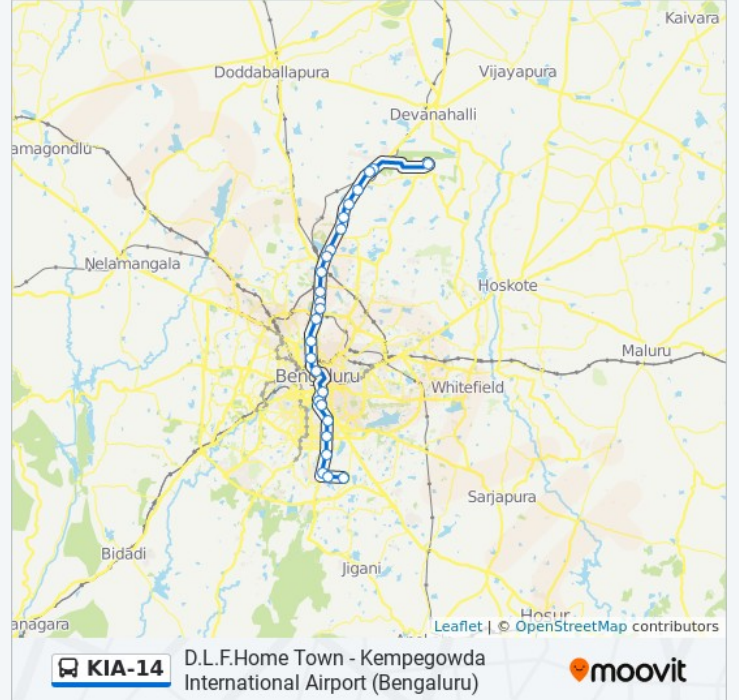 Kaivara
Doddaballapura
Vijayapura
Devanahalli
amagondlu
Nelamangala
Hoskote
Maluru
Bengaluru
Whitefield
Sarjapura
Bidadi
Jigani
Hosur
anagara
Leaflet | © OpenStreetMap contributors
KIA-14
D.L.F.Home Town - Kempegowda
International Airport (Bengaluru)
moovit